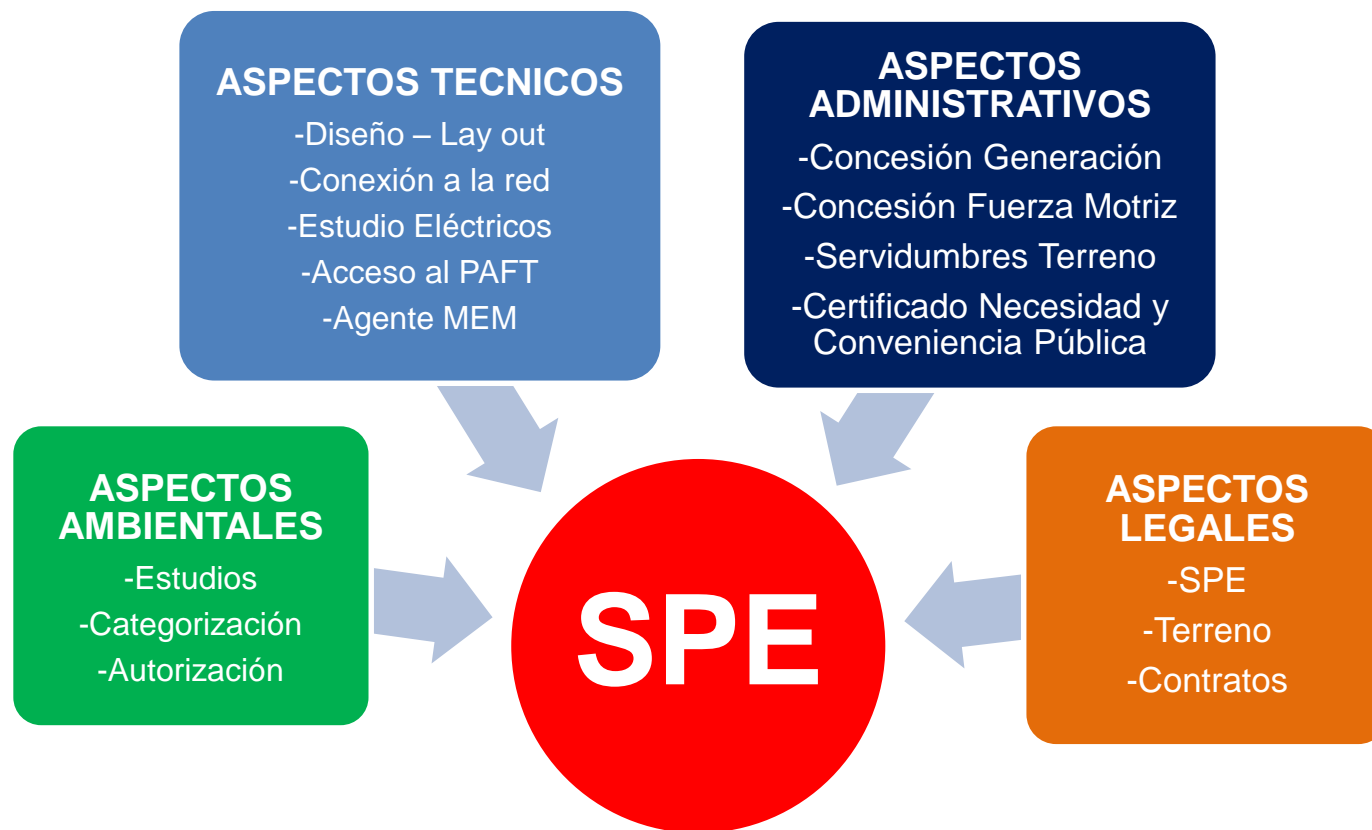 ASPECTOS TECNICOS
-Diseño – Lay out
-Conexión a la red
-Estudio Eléctricos
-Acceso al PAFT
-Agente MEM
ASPECTOS
ADMINISTRATIVOS
-Concesión Generación
-Concesión Fuerza Motriz
-Servidumbres Terreno
-Certificado Necesidad y
Conveniencia Pública
ASPECTOS
AMBIENTALES
-Estudios
-Categorización
-Autorización
SPE
ASPECTOS
LEGALES
-SPE
-Terreno
-Contratos